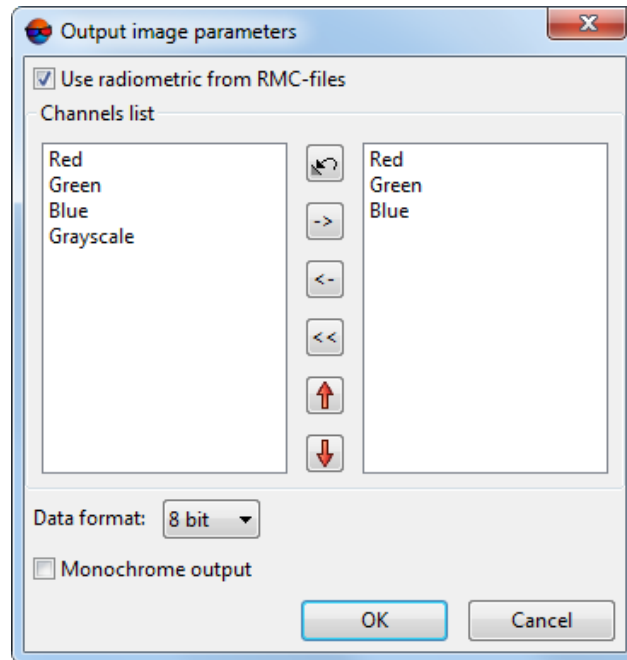 Output image parameters
Use radiometric from RMC-files
Channels list
Red
Green
Blue
Grayscale
Red
Green
Blue
->
<-
<<
Data format: 8 bit
Monochrome output
OK Cancel